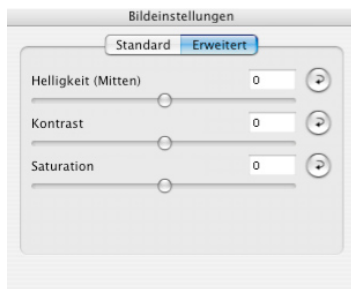 Bildeinstellungen
Standard Erweitert
Helligkeit (Mitten) 0
Kontrast 0
Saturation 0